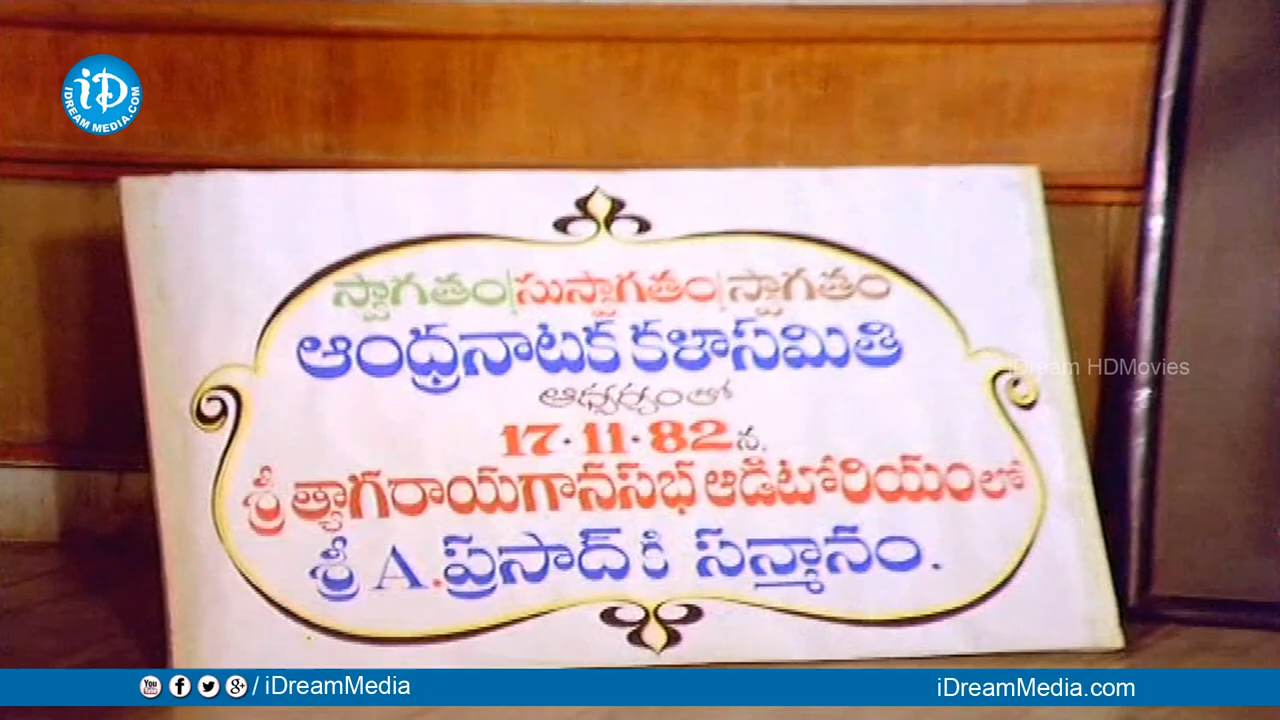 iD
IDREAM MEDIA.COM
స్వాగతం|సుస్వాగతం|స్వాగతం
ఆంధ్రనాటక కళాసమితి
ఆధ్వర్యంతో
17·11·82 న.
శ్రీ త్యాగరాయగానసభ ఆడిటోరియంలో
శ్రీ A.ప్రసాద్ కి సన్మానం.
iDream HDMovies
/ iDreamMedia
iDreamMedia.com